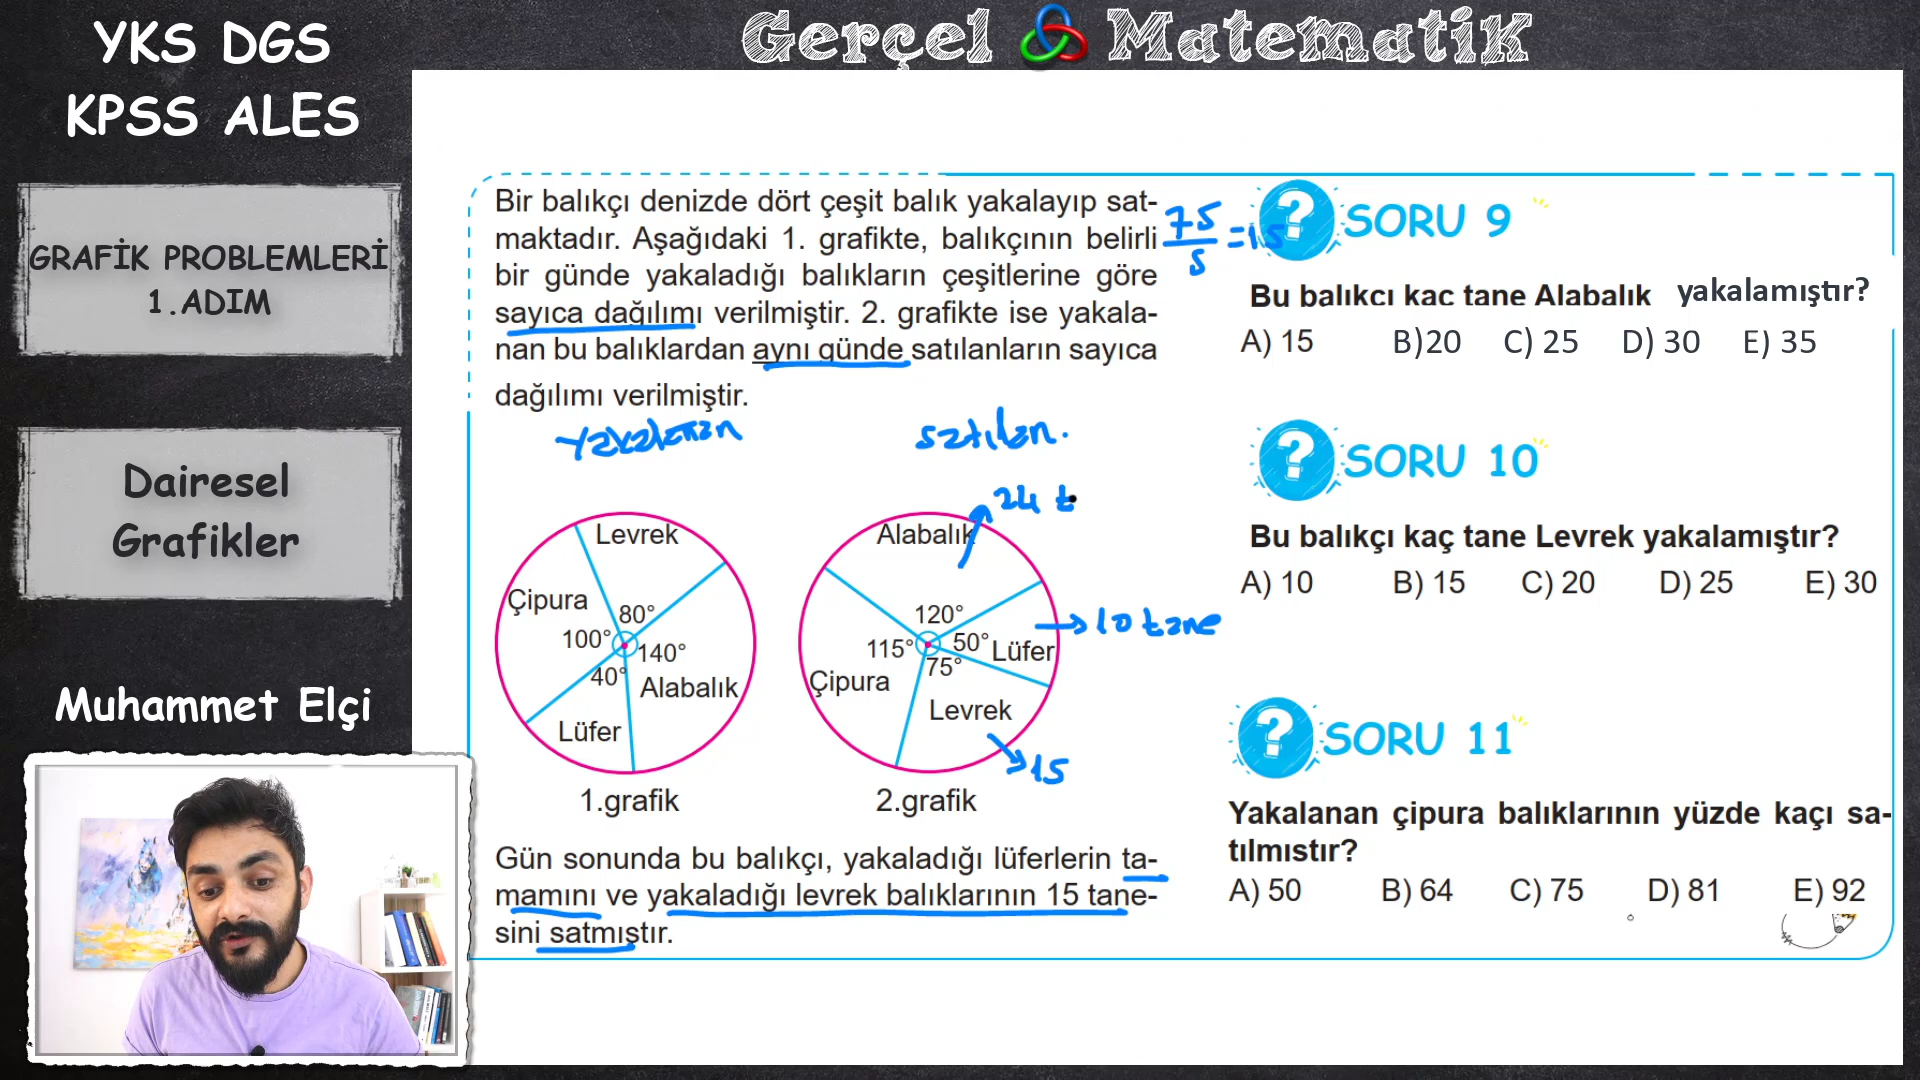 YKS DGS
KPSS ALES
Gerçel Matematik
GRAFİK PROBLEMLERİ
1.ADIM
Dairesel
Grafikler
Muhammet Elçi
Bir balıkçı denizde dört çeşit balık yakalayıp sat-
maktadır. Aşağıdaki 1. grafikte, balıkçının belirli
bir günde yakaladığı balıkların çeşitlerine göre
sayıca dağılımı verilmiştir. 2. grafikte ise yakala-
nan bu balıklardan aynı günde satılanların sayıca
dağılımı verilmiştir.
75/5 = 15
yakalanan
satılan.
Levrek
Çipura
80°
100°
140°
40°
Alabalık
Lüfer
1.grafik
24 t
Alabalık
120°
10 tane
115°
50°
Lüfer
75°
Çipura
Levrek
15
2.grafik
Gün sonunda bu balıkçı, yakaladığı lüferlerin ta-
mamını ve yakaladığı levrek balıklarının 15 tane-
sini satmıştır.
? SORU 9
Bu balıkcı kac tane Alabalık yakalamıştır?
A) 15 B)20 C) 25 D) 30 E) 35
? SORU 10
Bu balıkçı kaç tane Levrek yakalamıştır?
A) 10 B) 15 C) 20 D) 25 E) 30
? SORU 11
Yakalanan çipura balıklarının yüzde kaçı sa-
tılmıstır?
A) 50 B) 64 C) 75 D) 81 E) 92